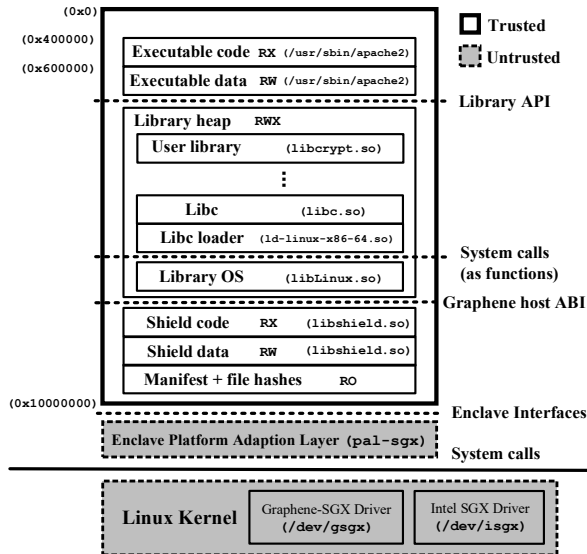 (0x0)
Trusted
(0x400000)
Executable code RX (/usr/sbin/apache2)
Untrusted
(0x600000)
Executable data RW (/usr/sbin/apache2)
Library API
Library heap RWX
User library (libcrypt.so)
⋮
Libc (libc.so)
Libc loader (ld-linux-x86-64.so)
System calls
(as functions)
Library OS (libLinux.so)
Graphene host ABI
Shield code RX (libshield.so)
Shield data RW (libshield.so)
Manifest + file hashes RO
(0x10000000)
Enclave Interfaces
Enclave Platform Adaption Layer (pal-sgx)
System calls
Linux Kernel
Graphene-SGX Driver
(/dev/gsgx)
Intel SGX Driver
(/dev/isgx)